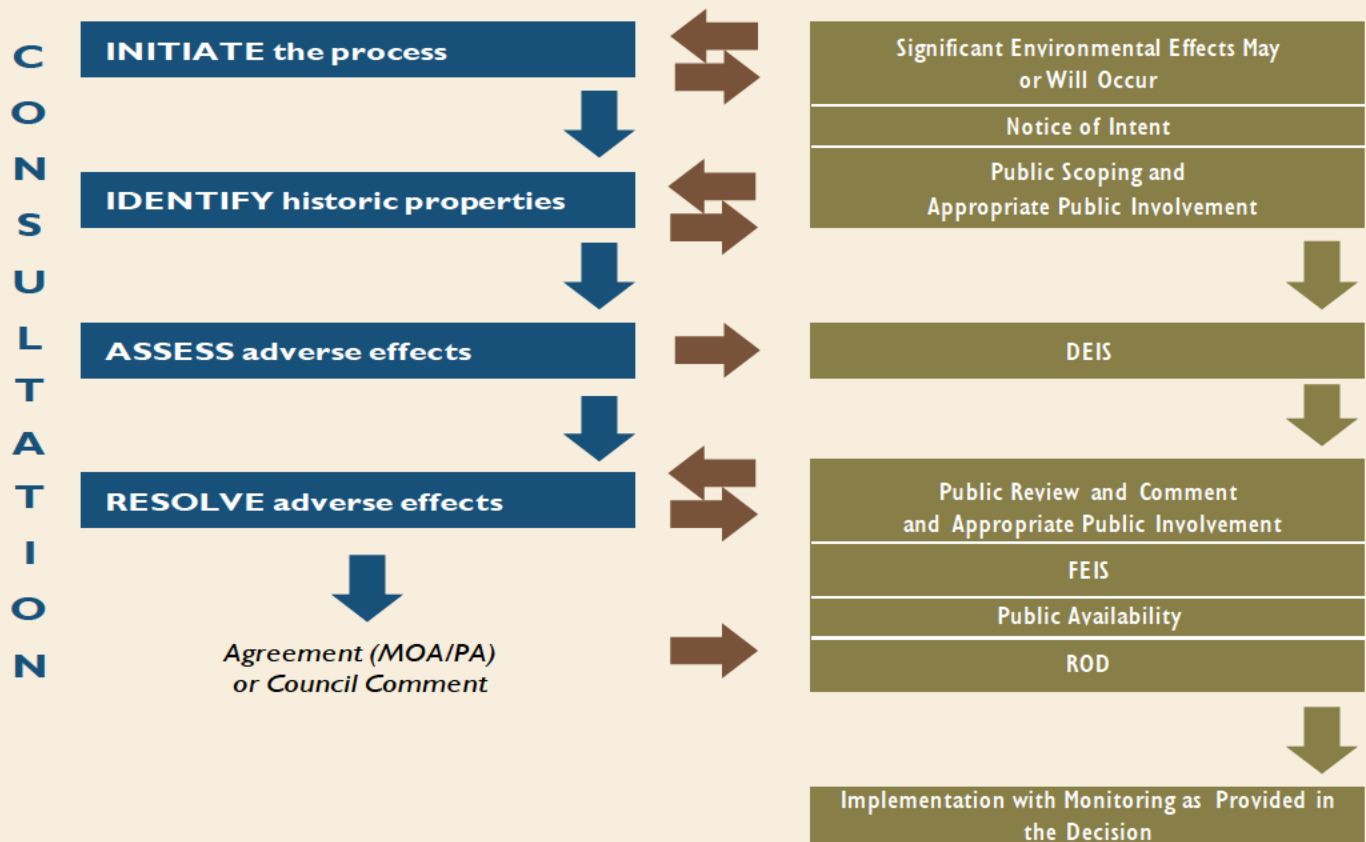 CONSULTATION
INITIATE the process
IDENTIFY historic properties
ASSESS adverse effects
RESOLVE adverse effects
Agreement (MOA/PA)
or Council Comment
Significant Environmental Effects May
or Will Occur
Notice of Intent
Public Scoping and
Appropriate Public Involvement
DEIS
Public Review and Comment
and Appropriate Public Involvement
FEIS
Public Availability
ROD
Implementation with Monitoring as Provided in
the Decision